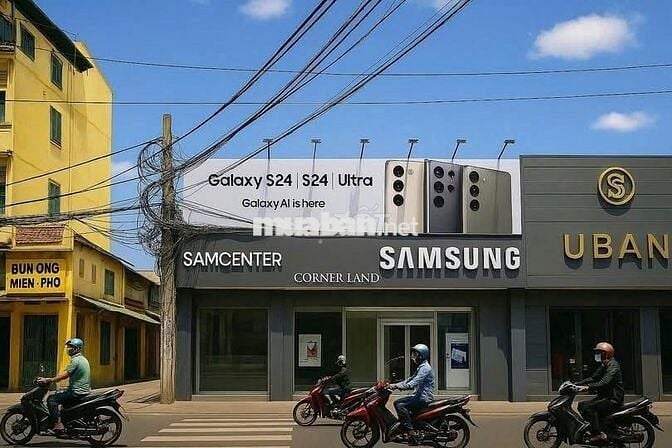 Galaxy S24 | S24 | Ultra
Galaxy AI is here
muaban.net
SAMCENTER
SAMSUNG
CORNER LAND
S
UBAN
BUN ONG
MIEN - PHO